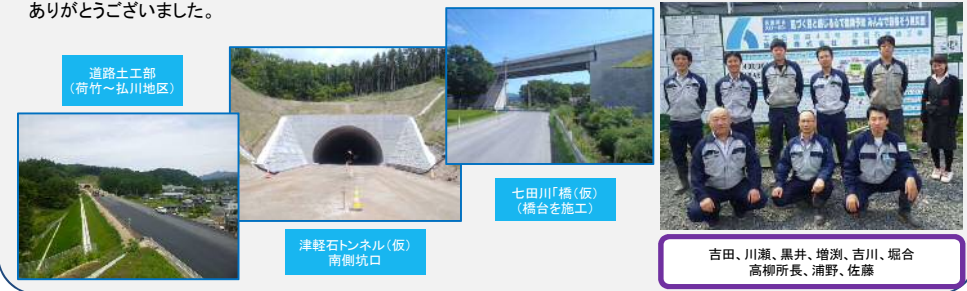 ありがとうございました。
道路土工部
(荷竹～払川地区)
津軽石トンネル(仮)
南側坑口
七田川「橋(仮)
(橋台を施工)
吉田、川瀬、黒井、増渕、吉川、堀合
高柳所長、浦野、佐藤